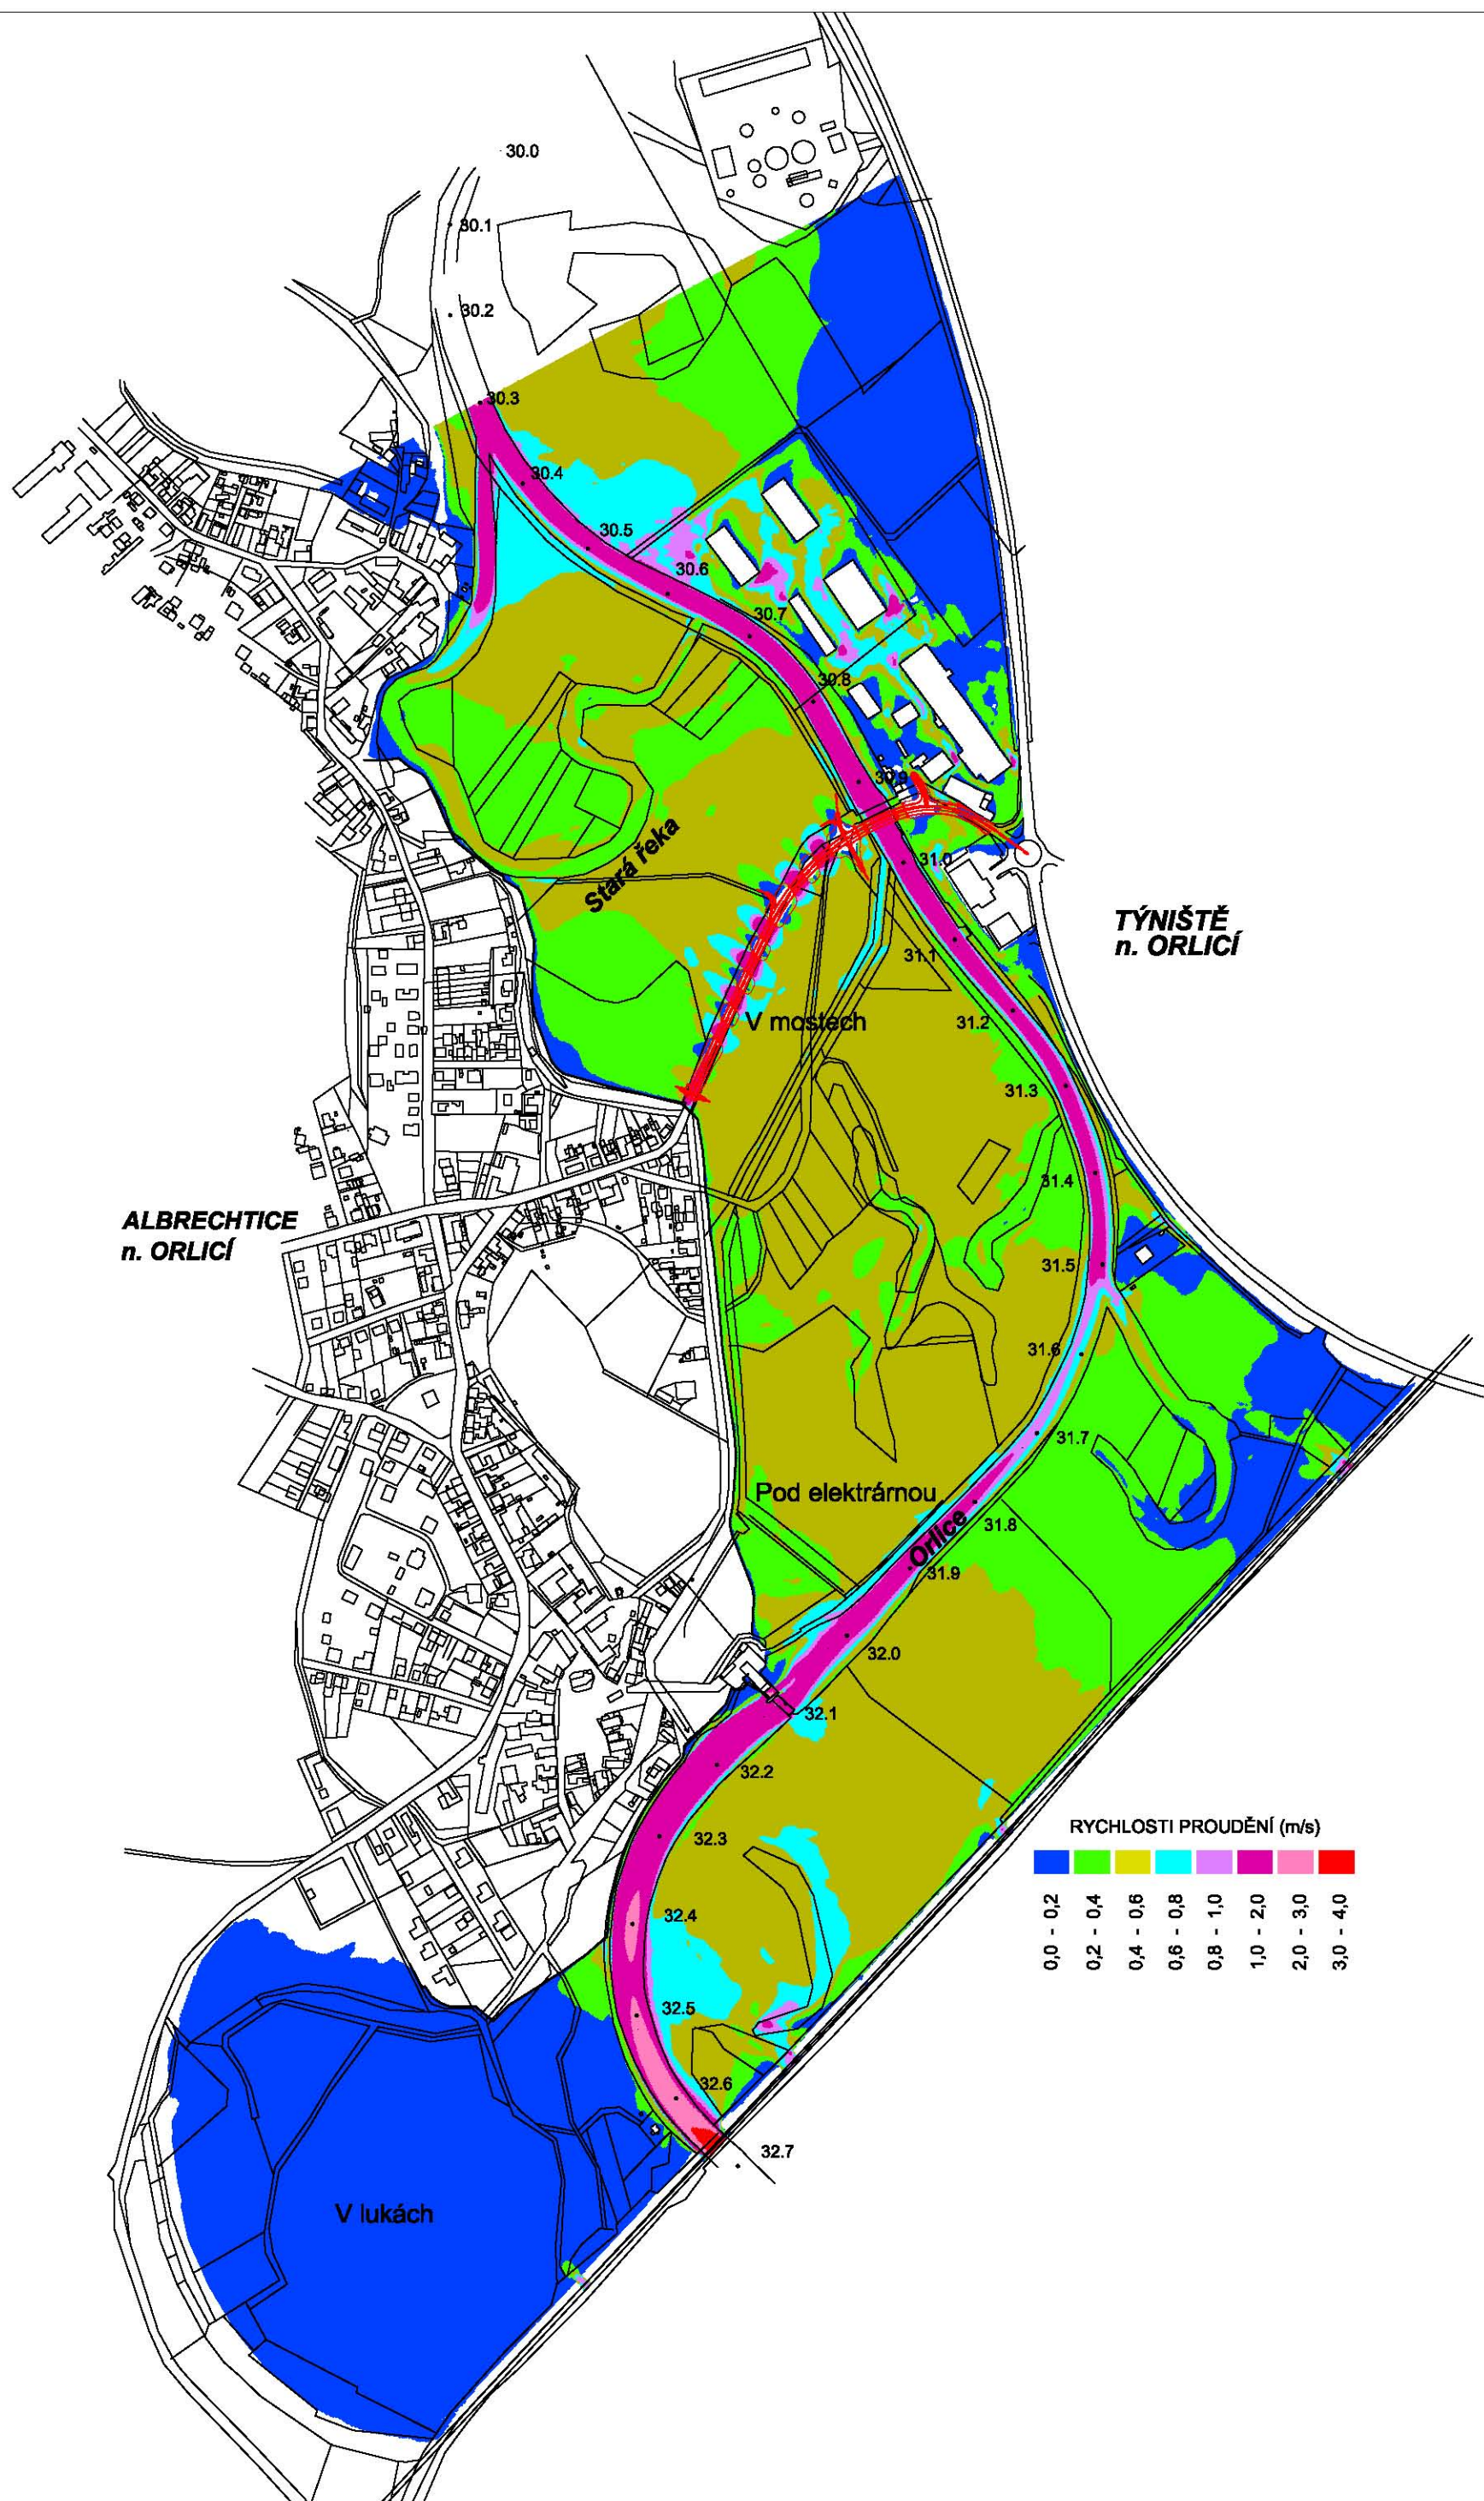 30.0
30.1
30.2
30.3
30.4
30.5
30.6
30.7
30.8
30.9
Stará řeka
31.0
TÝNIŠTĚ
n. ORLICÍ
31.1
V mostech
31.2
31.3
31.4
ALBRECHTICE
n. ORLICÍ
31.5
31.6
31.7
Pod elektrárnou
31.8
Orlice
31.9
32.0
32.1
32.2
RYCHLOSTI PROUDĚNÍ (m/s)
0,0 - 0,2
0,2 - 0,4
0,4 - 0,6
0,6 - 0,8
0,8 - 1,0
1,0 - 2,0
2,0 - 3,0
3,0 - 4,0
32.3
32.4
32.5
32.6
32.7
V lukách